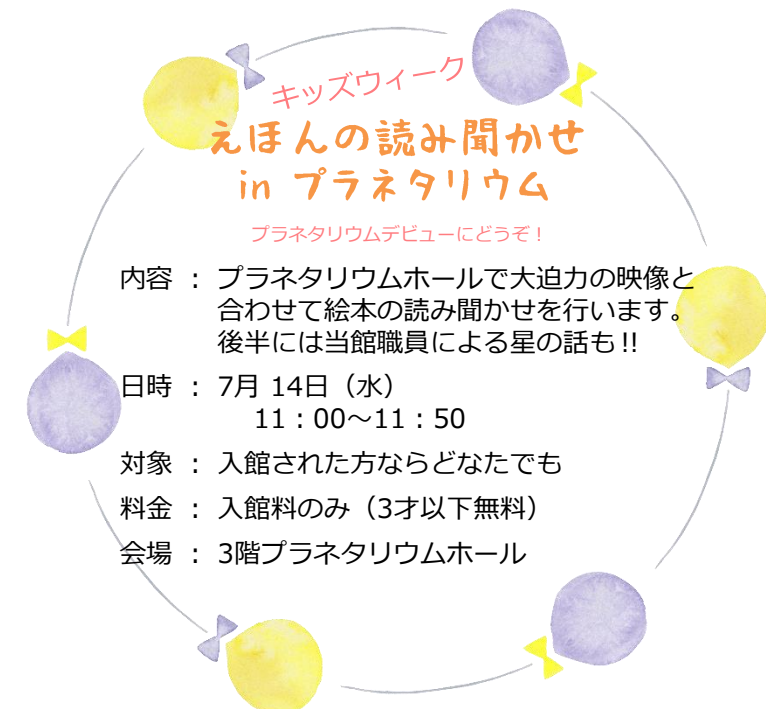 キッズウィーク
えほんの読み聞かせ
in プラネタリウム
プラネタリウムデビューにどうぞ！
内容 ： プラネタリウムホールで大迫力の映像と
合わせて絵本の読み聞かせを行います。
後半には当館職員による星の話も!!
日時 ： 7月 14日（水）
11：00～11：50
対象 ： 入館された方ならどなたでも
料金 ： 入館料のみ（3才以下無料）
会場 ： 3階プラネタリウムホール